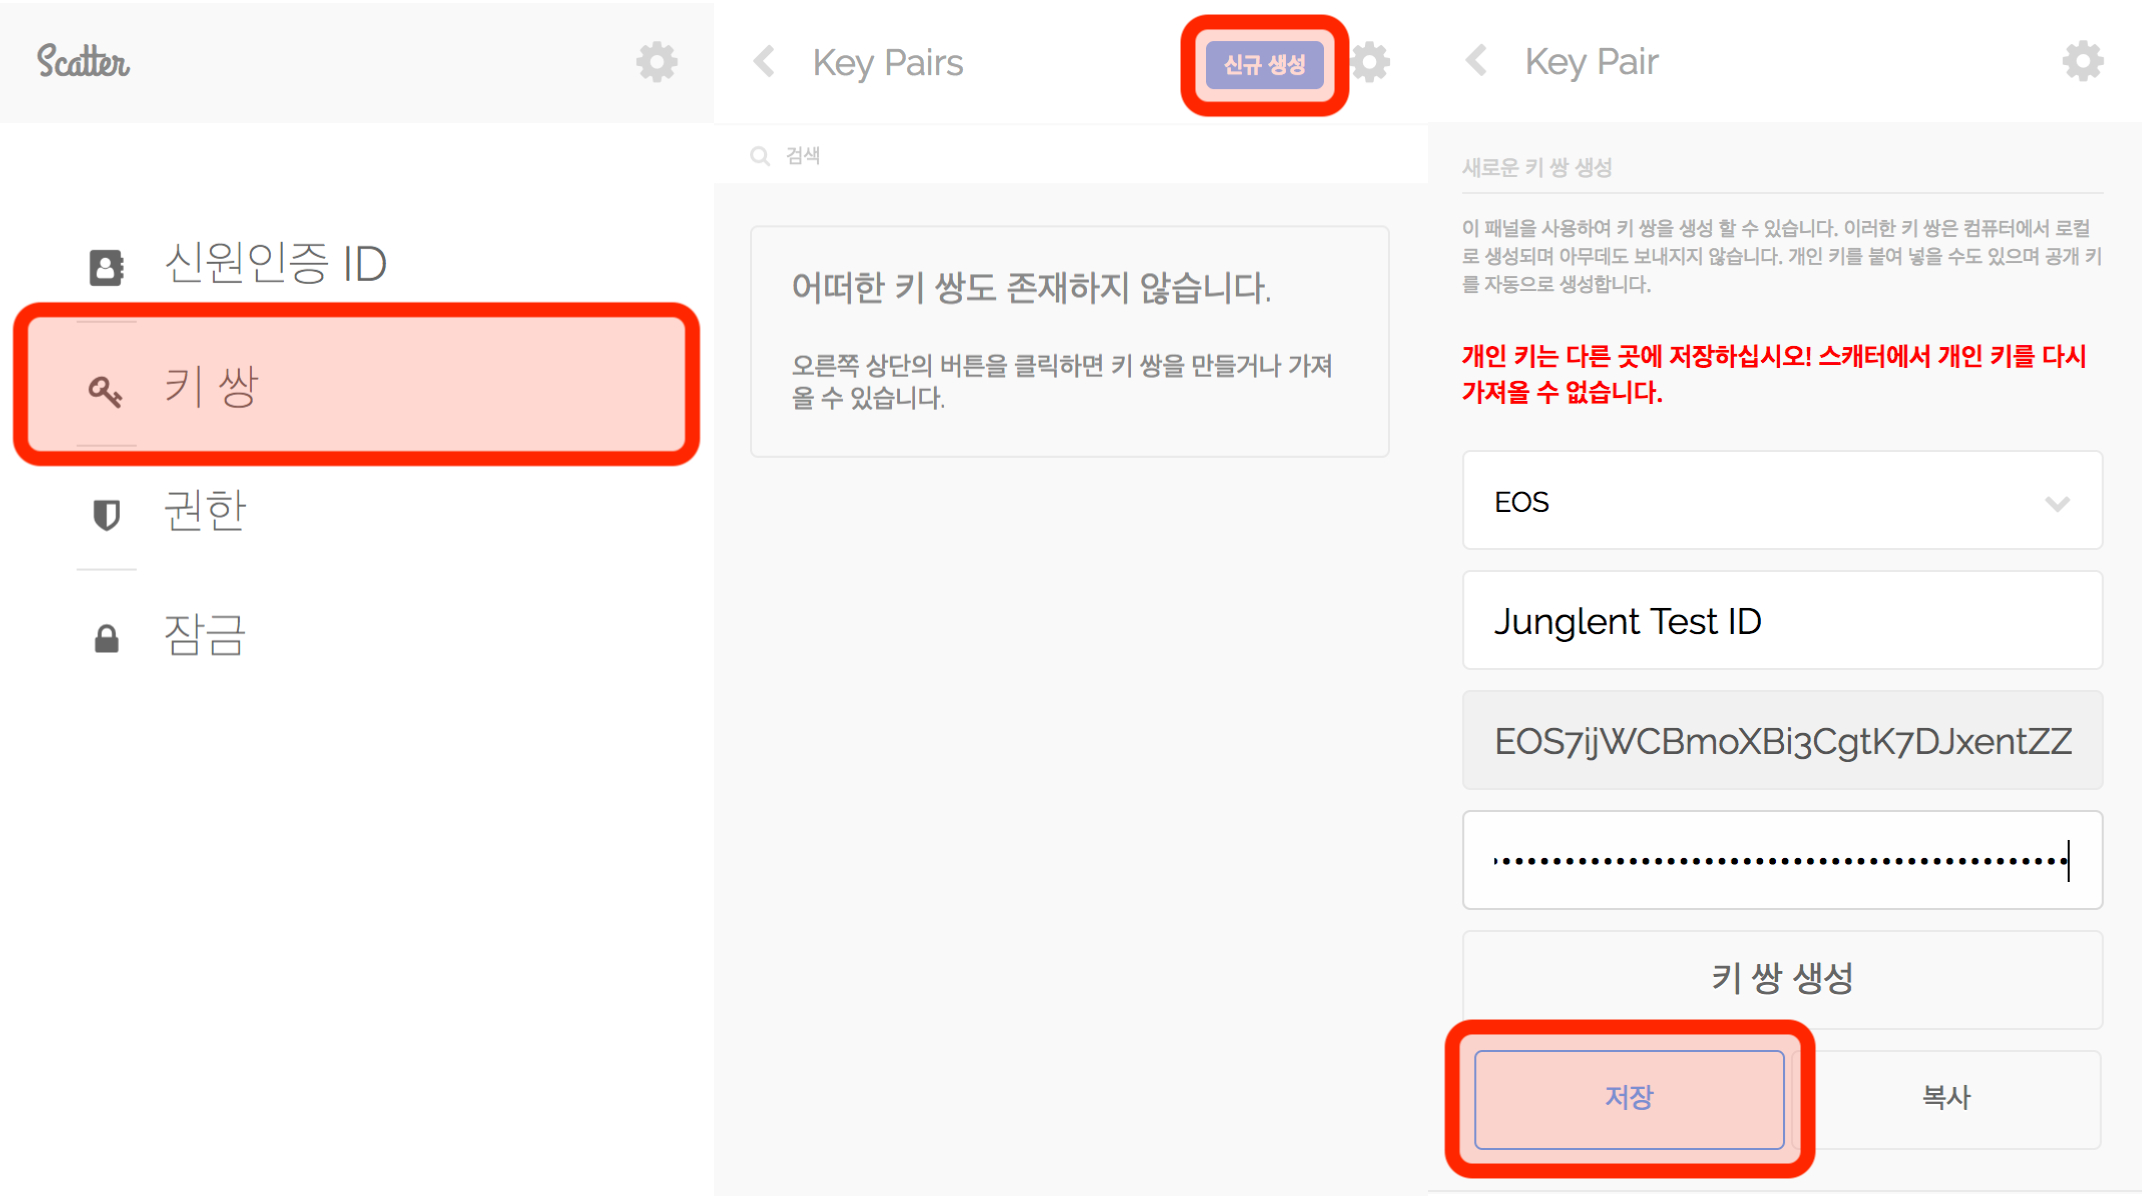 Scatter
신원인증 ID
키 쌍
권한
잠금
Key Pairs
신규 생성
검색
어떠한 키 쌍도 존재하지 않습니다.
오른쪽 상단의 버튼을 클릭하면 키 쌍을 만들거나 가져
올 수 있습니다.
Key Pair
새로운 키 쌍 생성
이 패널을 사용하여 키 쌍을 생성 할 수 있습니다. 이러한 키 쌍은 컴퓨터에서 로컬
로 생성되며 아무데도 보내지지 않습니다. 개인 키를 붙여 넣을 수도 있으며 공개 키
를 자동으로 생성합니다.
개인 키는 다른 곳에 저장하십시오! 스캐터에서 개인 키를 다시
가져올 수 없습니다.
EOS
Junglent Test ID
EOS7ijWCBmoXBi3CgtK7DJxentZZ
키 쌍 생성
저장
복사